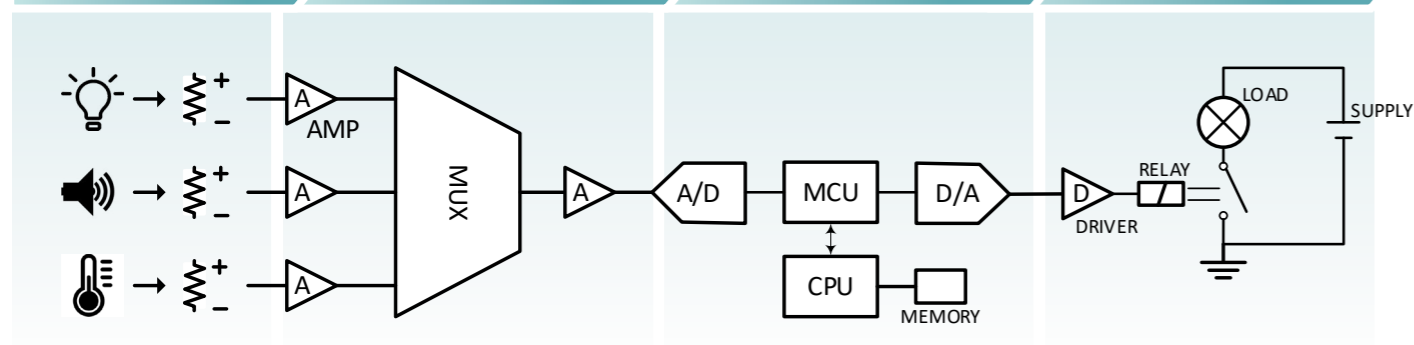 +
−
A
AMP
+
−
A
+
−
A
MUX
A
A/D
MCU
D/A
CPU
MEMORY
D
DRIVER
RELAY
LOAD
SUPPLY